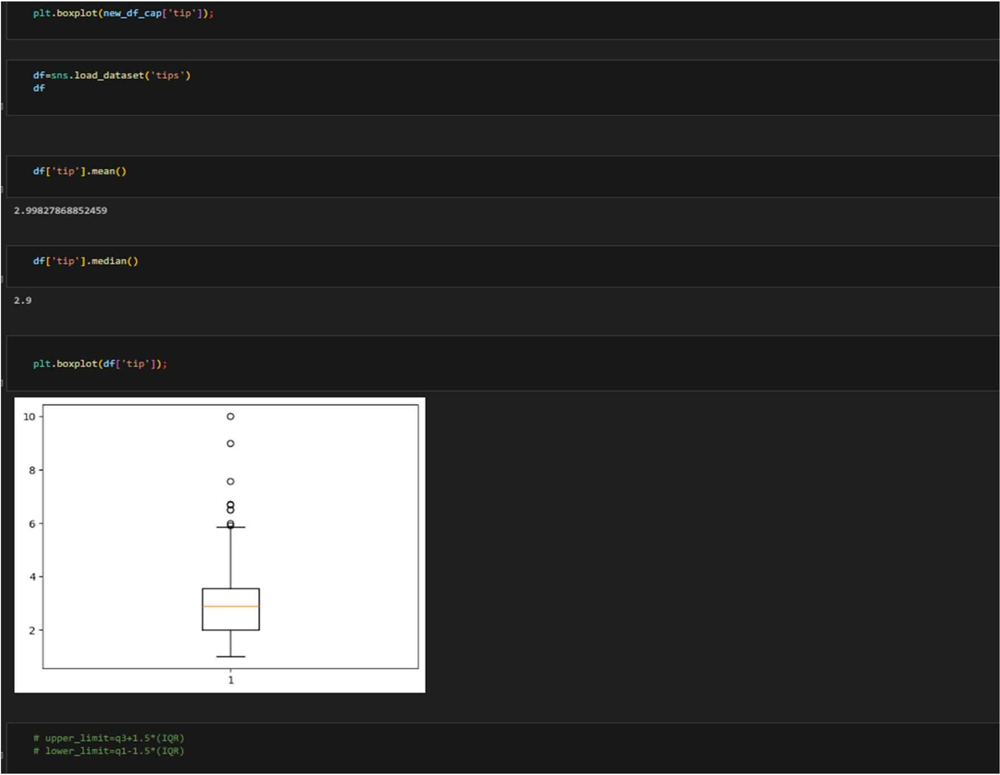 plt.boxplot(new_df_cap['tip']);
df=sns.load_dataset('tips')
df
df['tip'].mean()
2.99827868852459
df['tip'].median()
2.9
plt.boxplot(df['tip']);
10
8
6
4
2
1
# upper_limit=q3+1.5*(IQR)
# lower_limit=q1-1.5*(IQR)